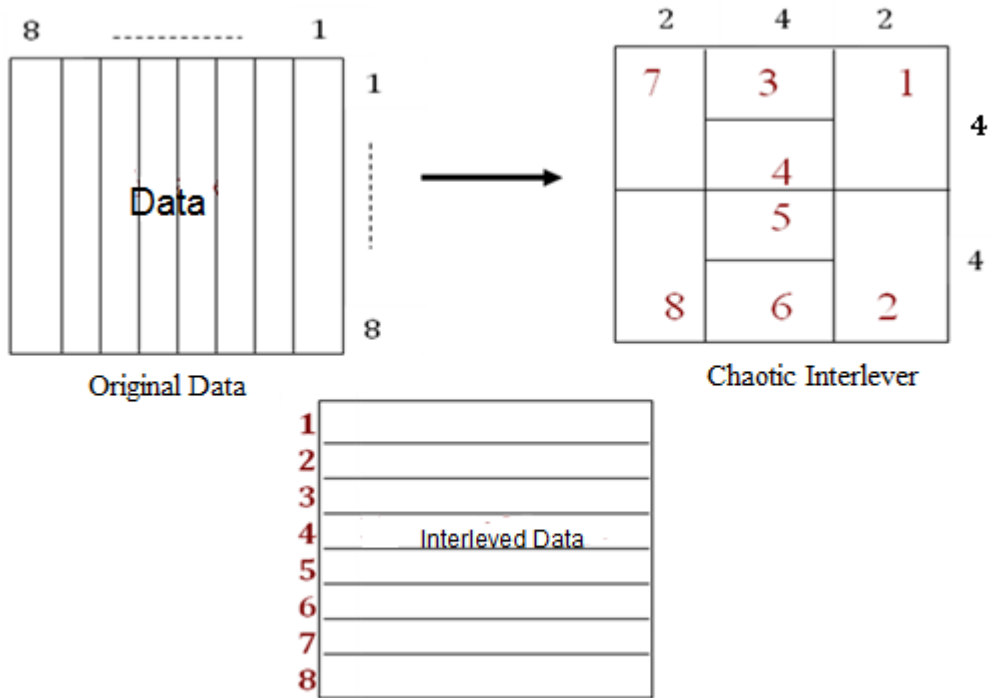 8 ------------- 1
1
8
Data
Original Data
2 4 2
7 3 1
4
4
5
4
8 6 2
Chaotic Interlever
1
2
3
4 Interleved Data
5
6
7
8